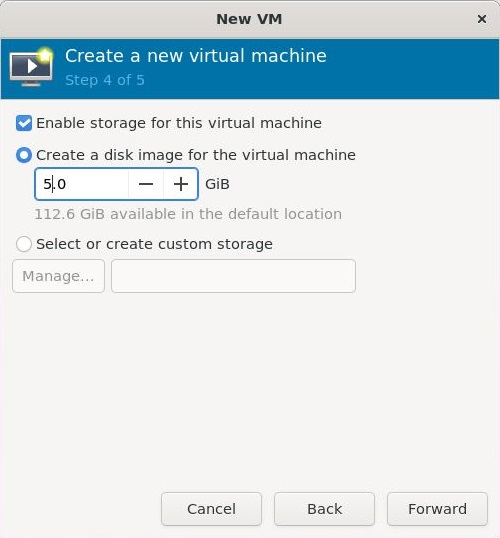 New VM
Create a new virtual machine
Step 4 of 5
Enable storage for this virtual machine
Create a disk image for the virtual machine
5.0 GiB
112.6 GiB available in the default location
Select or create custom storage
Manage...
Cancel Back Forward